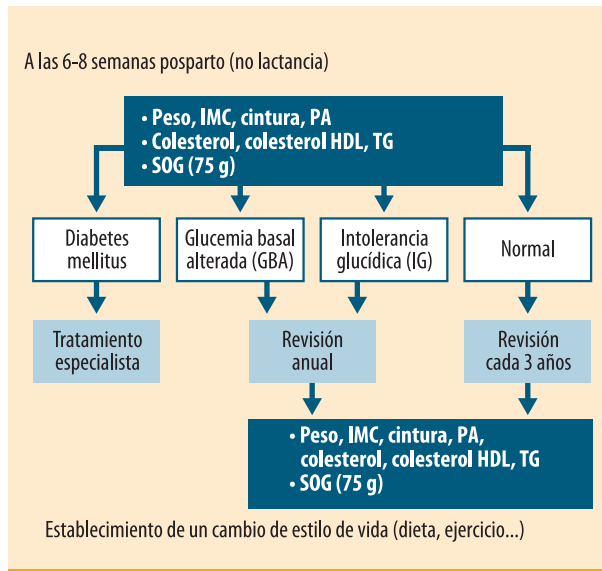 A las 6-8 semanas posparto (no lactancia)
• Peso, IMC, cintura, PA
• Colesterol, colesterol HDL, TG
• SOG (75 g)
Diabetes
mellitus
Glucemia basal
alterada (GBA)
Intolerancia
glucídica (IG)
Normal
Tratamiento
especialista
Revisión
anual
Revisión
cada 3 años
• Peso, IMC, cintura, PA,
colesterol, colesterol HDL, TG
• SOG (75 g)
Establecimiento de un cambio de estilo de vida (dieta, ejercicio...)